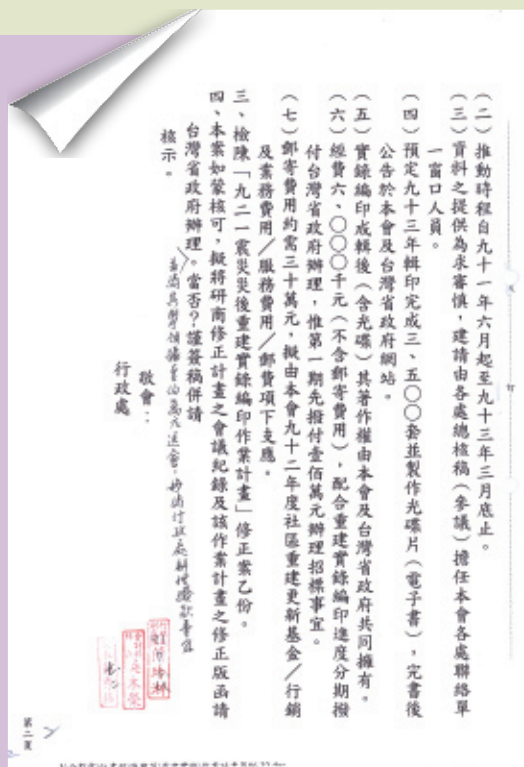 （二）推動時程自九十一年六月起至九十三年三月底止。
（三）資料之提供為求審慎，建請由各處總核稿（參議）擔任本會各處聯絡單
一窗口人員。
（四）預定九十三年輯印完成三、五〇〇套並製作光碟片（電子書），完書後
公告於本會及台灣省政府網站。
（五）實錄編印成輯後（含光碟）其著作權由本會及台灣省政府共同擁有。
（六）經費六、〇〇〇千元（不含郵寄費用），配合重建實錄編印進度分期撥
付台灣省政府辦理，惟第一期先撥付壹佰萬元辦理招標事宜。
（七）郵寄費用約需三十萬元，擬由本會九十二年度社區重建更新基金／行銷
及業務費用／服務費用／郵費項下支應。
三、檢陳「九二一震災災後重建實錄編印作業計畫」修正案乙份。
四、本案如蒙核可，擬將研商修正計畫之會議紀錄及該作業計畫之修正版函請
台灣省政府辦理。當否？謹簽稿併請
核示。
敬會：
行政處
第二頁